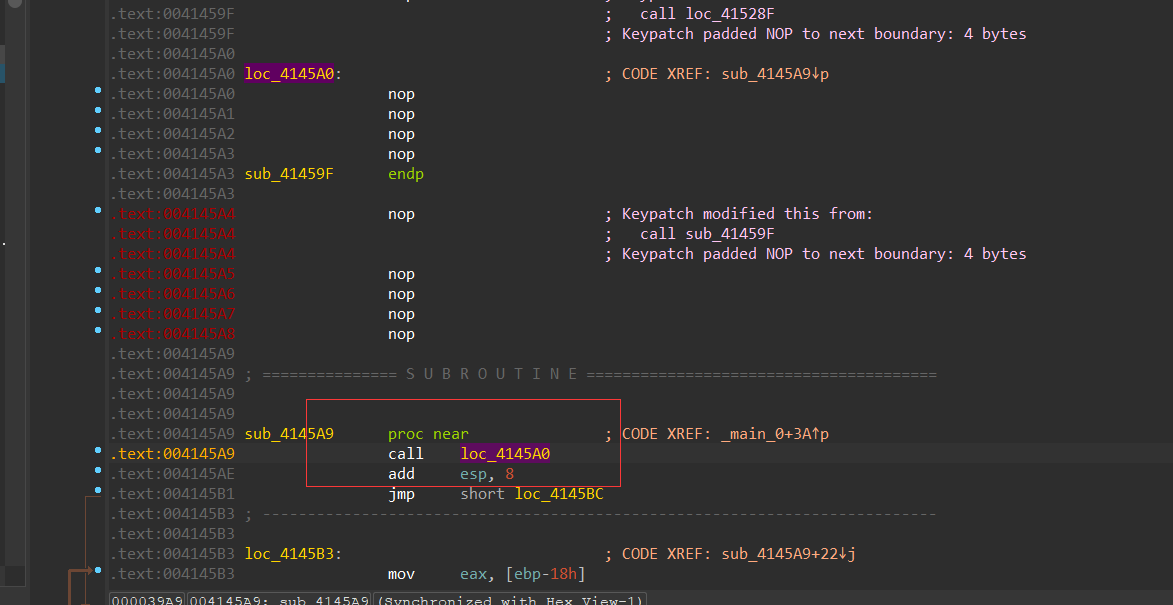 .text:0041459F ;   call loc_41528F
.text:0041459F ; Keypatch padded NOP to next boundary: 4 bytes
.text:004145A0
.text:004145A0 loc_4145A0: ; CODE XREF: sub_4145A9↓p
.text:004145A0 nop
.text:004145A1 nop
.text:004145A2 nop
.text:004145A3 nop
.text:004145A3 sub_41459F endp
.text:004145A3
.text:004145A4 nop ; Keypatch modified this from:
.text:004145A4 ;   call sub_41459F
.text:004145A4 ; Keypatch padded NOP to next boundary: 4 bytes
.text:004145A5 nop
.text:004145A6 nop
.text:004145A7 nop
.text:004145A8 nop
.text:004145A9
.text:004145A9 ; =============== S U B R O U T I N E =======================================
.text:004145A9
.text:004145A9
.text:004145A9 sub_4145A9 proc near ; CODE XREF: _main_0+3A↑p
.text:004145A9 call loc_4145A0
.text:004145AE add esp, 8
.text:004145B1 jmp short loc_4145BC
.text:004145B3 ; ---------------------------------------------------------------------------
.text:004145B3
.text:004145B3 loc_4145B3: ; CODE XREF: sub_4145A9+22↓j
.text:004145B3 mov eax, [ebp-18h]
000039A9 004145A9: sub_4145A9 (Synchronized with Hex View-1)